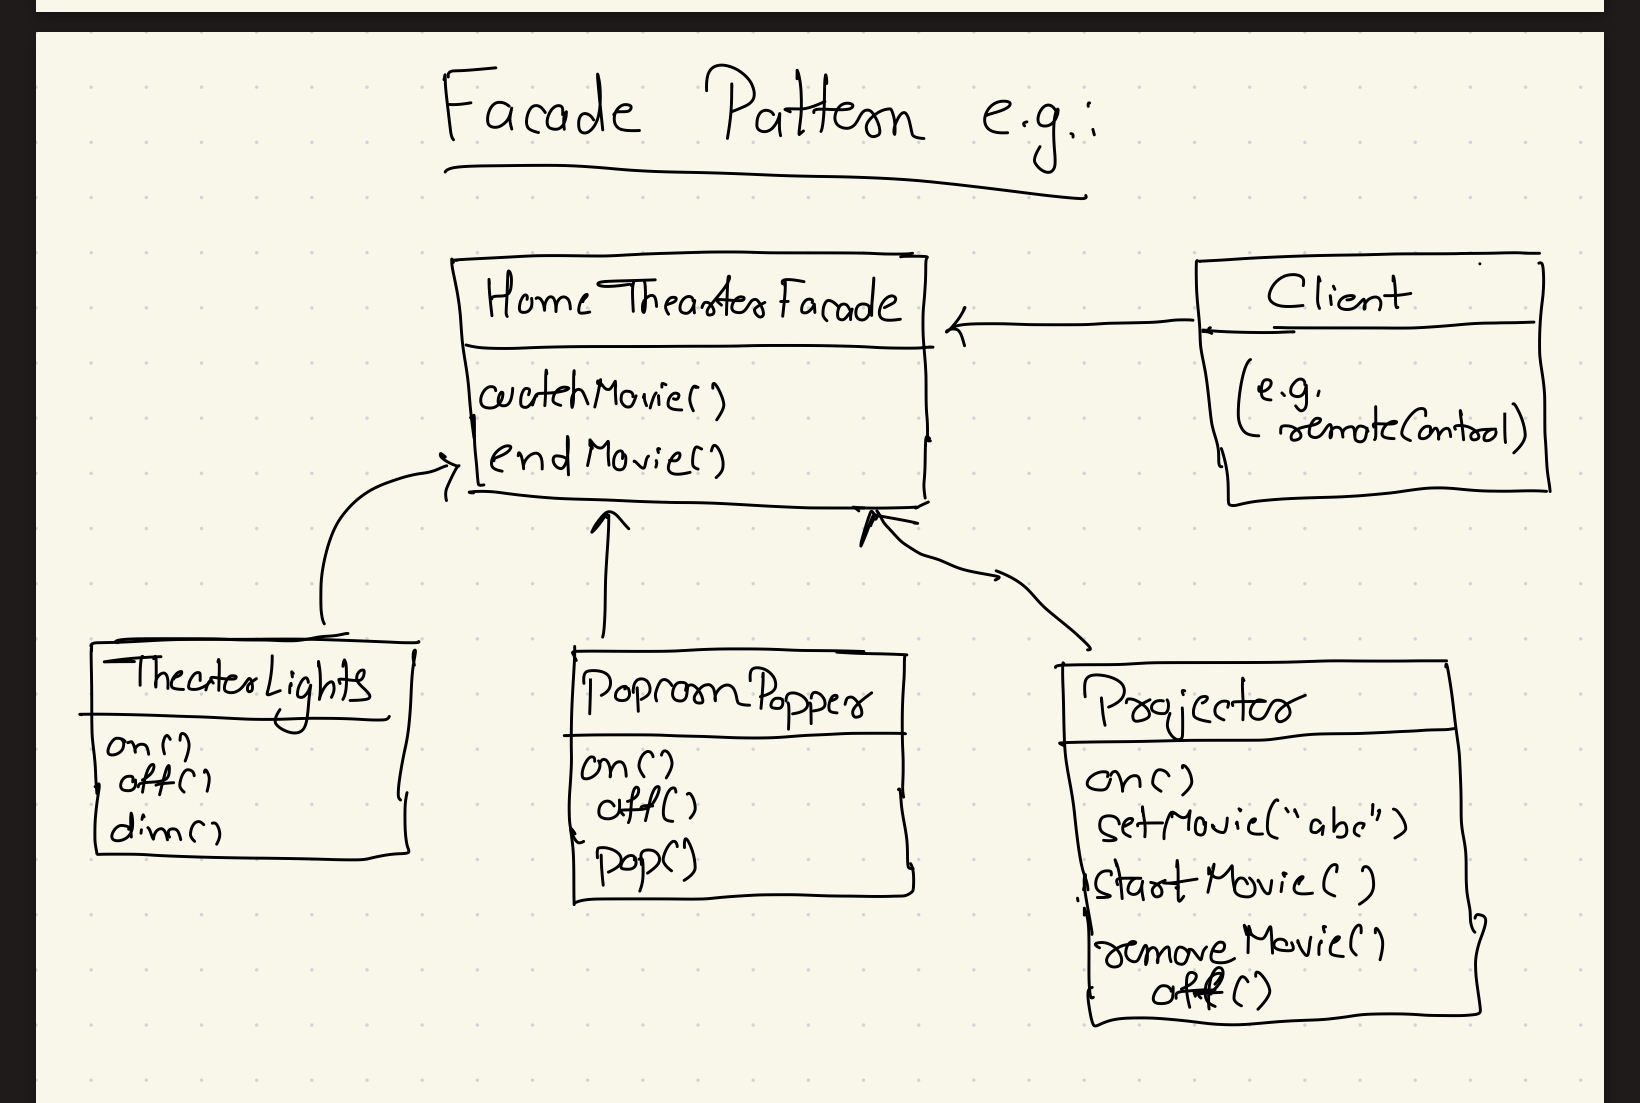 Facade Pattern e.g.:
HomeTheaterFacade
watchMovie()
endMovie()
Client
(e.g.
remoteControl)
TheaterLights
on()
off()
dim()
PopcornPopper
on()
off()
pop()
Projector
on()
setMovie("abc")
startMovie()
removeMovie()
off()